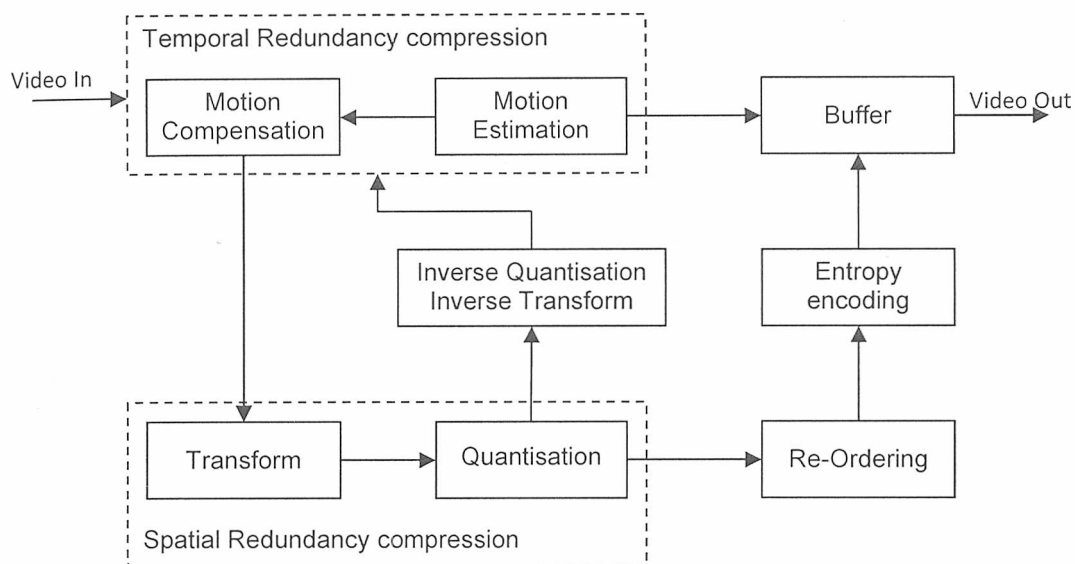 Temporal Redundancy compression
Video In
Motion
Compensation
Motion
Estimation
Buffer
Video Out
Inverse Quantisation
Inverse Transform
Entropy
encoding
Transform
Quantisation
Re-Ordering
Spatial Redundancy compression